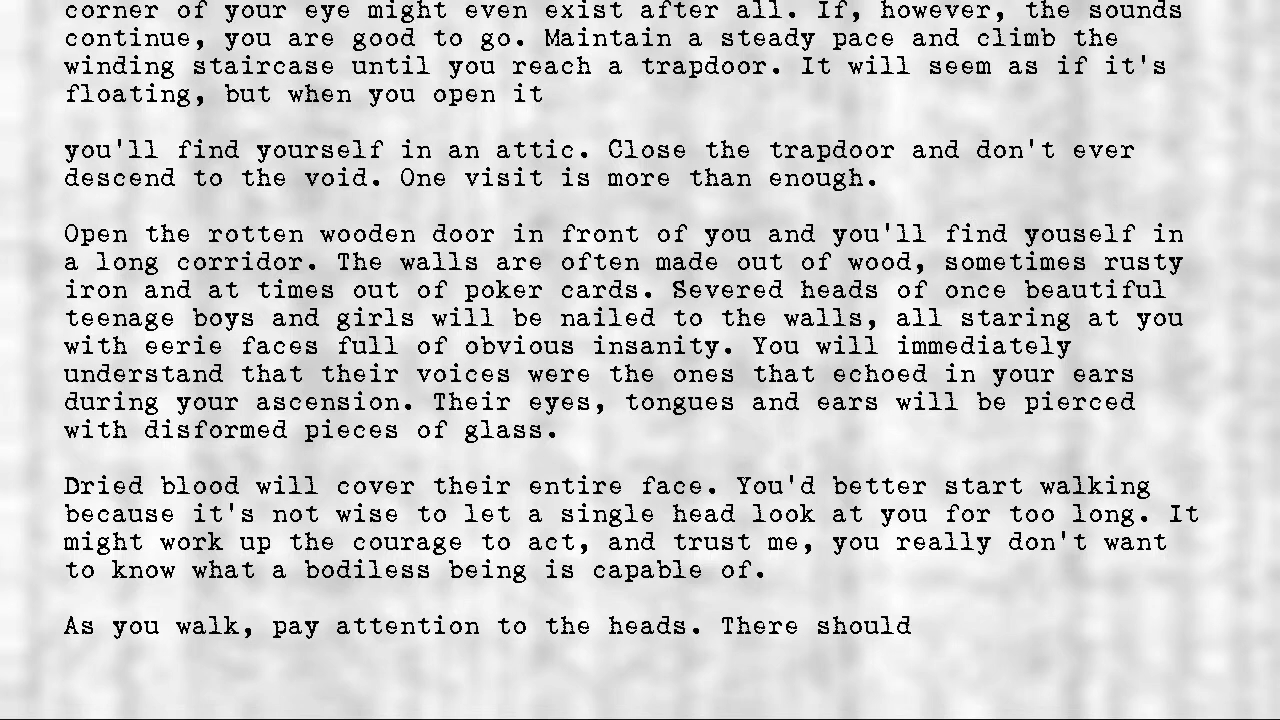 corner of your eye might even exist after all. If, however, the sounds
continue, you are good to go. Maintain a steady pace and climb the
winding staircase until you reach a trapdoor. It will seem as if it's
floating, but when you open it
you'll find yourself in an attic. Close the trapdoor and don't ever
descend to the void. One visit is more than enough.
Open the rotten wooden door in front of you and you'll find youself in
a long corridor. The walls are often made out of wood, sometimes rusty
iron and at times out of poker cards. Severed heads of once beautiful
teenage boys and girls will be nailed to the walls, all staring at you
with eerie faces full of obvious insanity. You will immediately
understand that their voices were the ones that echoed in your ears
during your ascension. Their eyes, tongues and ears will be pierced
with disformed pieces of glass.
Dried blood will cover their entire face. You'd better start walking
because it's not wise to let a single head look at you for too long. It
might work up the courage to act, and trust me, you really don't want
to know what a bodiless being is capable of.
As you walk, pay attention to the heads. There should